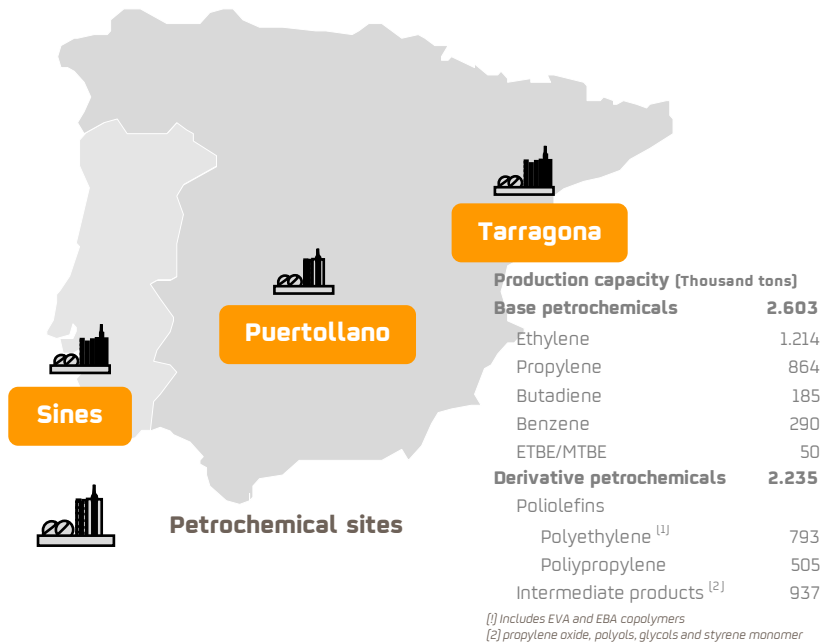 Tarragona
Production capacity (Thousand tons)
Base petrochemicals 2.603
Ethylene 1.214
Propylene 864
Butadiene 185
Benzene 290
ETBE/MTBE 50
Derivative petrochemicals 2.235
Poliolefins
Polyethylene (1) 793
Poliypropylene 505
Intermediate products (2) 937
(!) Includes EVA and EBA copolymers
(2) propylene oxide, polyols, glycols and styrene monomer
Puertollano
Sines
Petrochemical sites